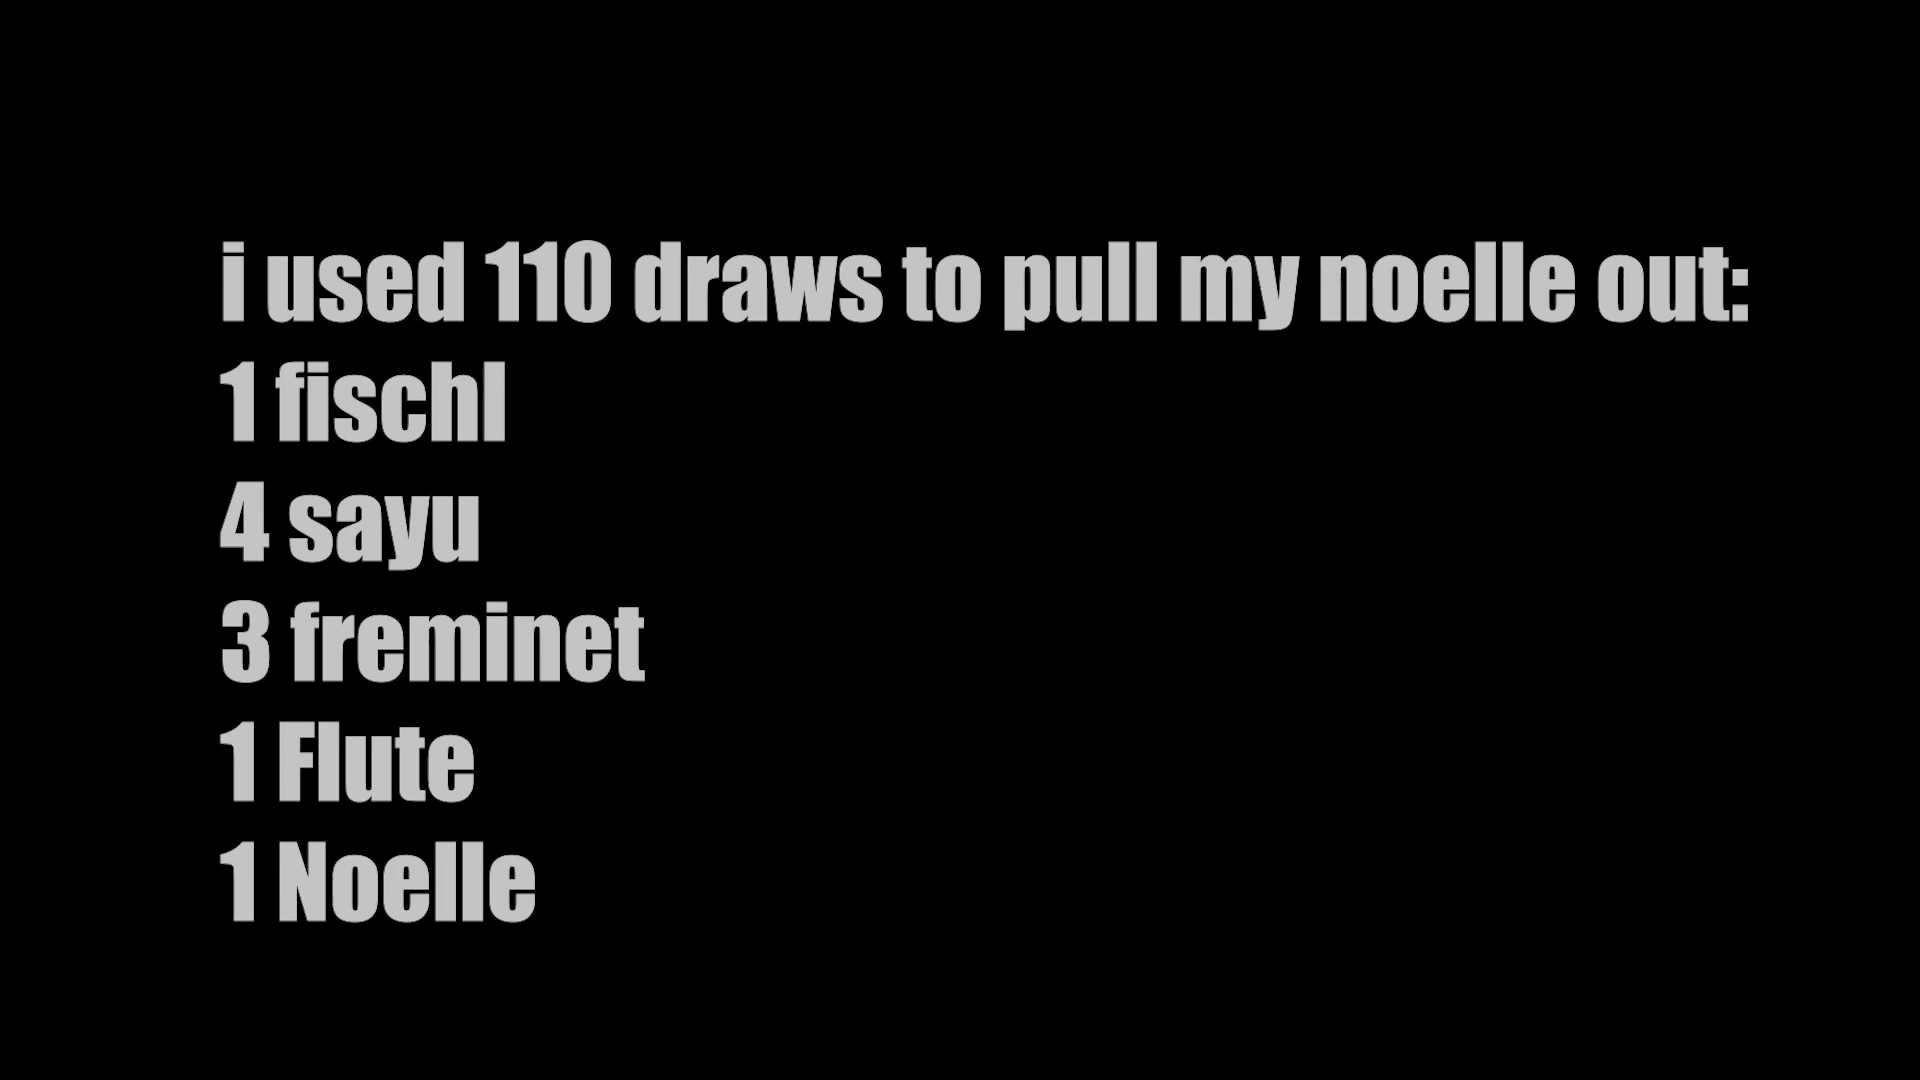 i used 110 draws to pull my noelle out:
1 fischl
4 sayu
3 freminet
1 Flute
1 Noelle